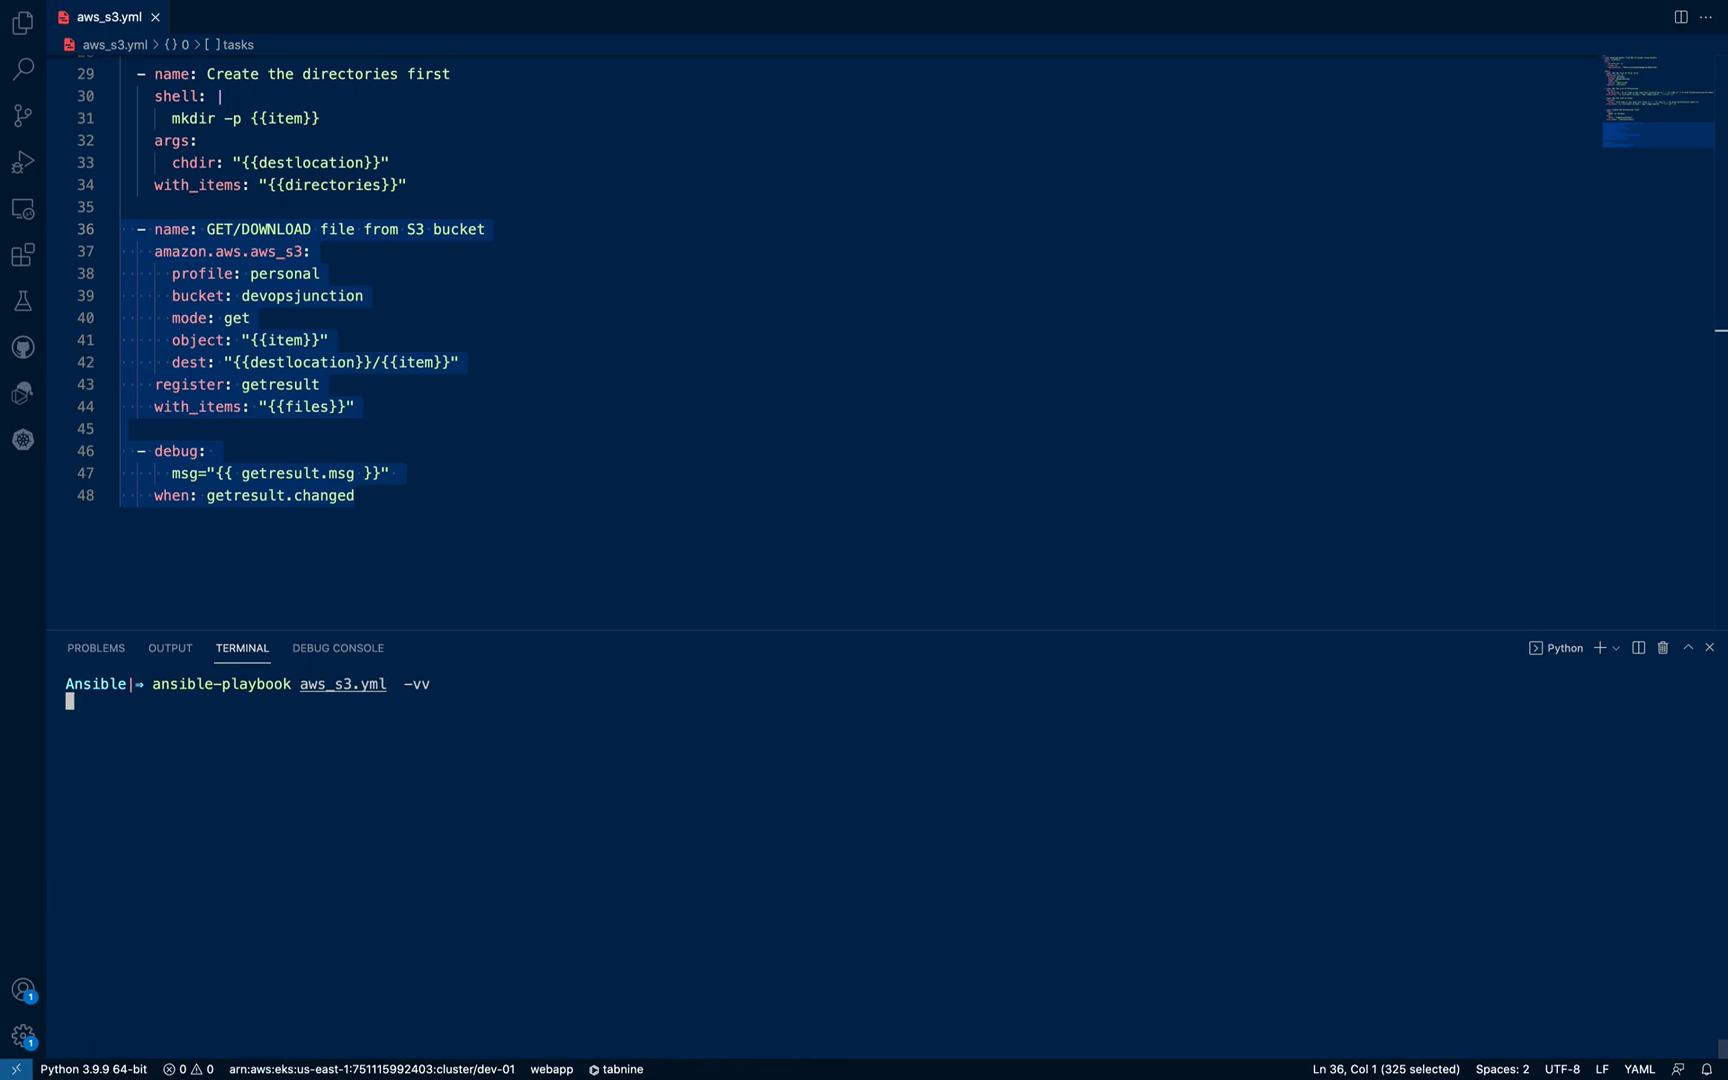 aws_s3.yml
aws_s3.yml > {} 0 > [ ] tasks
29 - name: Create the directories first
30 shell: |
31 mkdir -p {{item}}
32 args:
33 chdir: "{{destlocation}}"
34 with_items: "{{directories}}"
35
36 - name: GET/DOWNLOAD file from S3 bucket
37 amazon.aws.aws_s3:
38 profile: personal
39 bucket: devopsjunction
40 mode: get
41 object: "{{item}}"
42 dest: "{{destlocation}}/{{item}}"
43 register: getresult
44 with_items: "{{files}}"
45
46 - debug:
47 msg="{{ getresult.msg }}"
48 when: getresult.changed
PROBLEMS OUTPUT TERMINAL DEBUG CONSOLE Python
Ansible|⇒ ansible-playbook aws_s3.yml -vv
1
1
Python 3.9.9 64-bit 0 0 arn:aws:eks:us-east-1:751115992403:cluster/dev-01 webapp tabnine Ln 36, Col 1 (325 selected) Spaces: 2 UTF-8 LF YAML